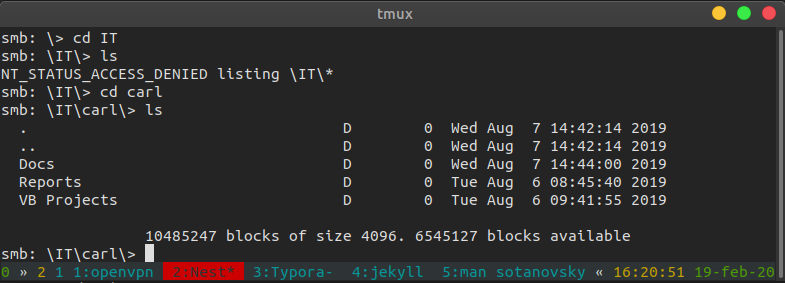 tmux
smb: \> cd IT
smb: \IT\> ls
NT_STATUS_ACCESS_DENIED listing \IT\*
smb: \IT\> cd carl
smb: \IT\carl\> ls
  .                                   D        0  Wed Aug  7 14:42:14 2019
  ..                                  D        0  Wed Aug  7 14:42:14 2019
  Docs                                D        0  Wed Aug  7 14:44:00 2019
  Reports                             D        0  Tue Aug  6 08:45:40 2019
  VB Projects                         D        0  Tue Aug  6 09:41:55 2019
                10485247 blocks of size 4096. 6545127 blocks available
smb: \IT\carl\>
0 » 2 1 1:openvpn  2:Nest*  3:Typora-  4:jekyll  5:man sotanovsky « 16:20:51 19-feb-20